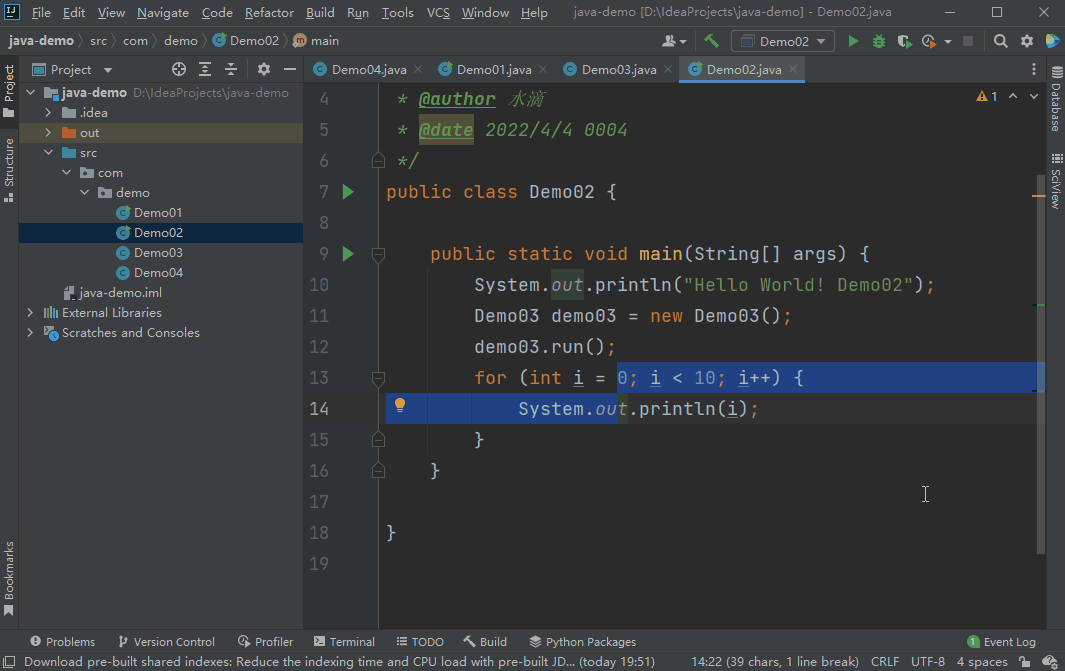 File Edit View Navigate Code Refactor Build Run Tools VCS Window Help java-demo [D:\IdeaProjects\java-demo] - Demo02.java
java-demo src com demo Demo02 main Demo02
Project Demo04.java Demo01.java Demo03.java Demo02.java
java-demo D:\IdeaProjects\java-demo
.idea
out
src
com
demo
Demo01
Demo02
Demo03
Demo04
java-demo.iml
External Libraries
Scratches and Consoles
Project
Structure
Bookmarks
4 * @author 水滴
5 * @date 2022/4/4 0004
6 */
7 public class Demo02 {
8
9 public static void main(String[] args) {
10 System.out.println("Hello World! Demo02");
11 Demo03 demo03 = new Demo03();
12 demo03.run();
13 for (int i = 0; i < 10; i++) {
14 System.out.println(i);
15 }
16 }
17
18 }
19
1
Database
SciView
Problems Version Control Profiler Terminal TODO Build Python Packages 1 Event Log
Download pre-built shared indexes: Reduce the indexing time and CPU load with pre-built JD... (today 19:51) 14:22 (39 chars, 1 line break) CRLF UTF-8 4 spaces